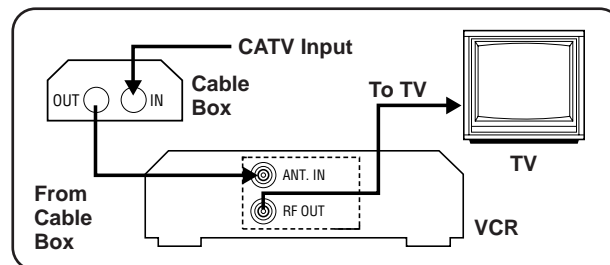 CATV Input
Cable
Box
OUT
IN
To TV
TV
ANT. IN
RF OUT
From
Cable
Box
VCR